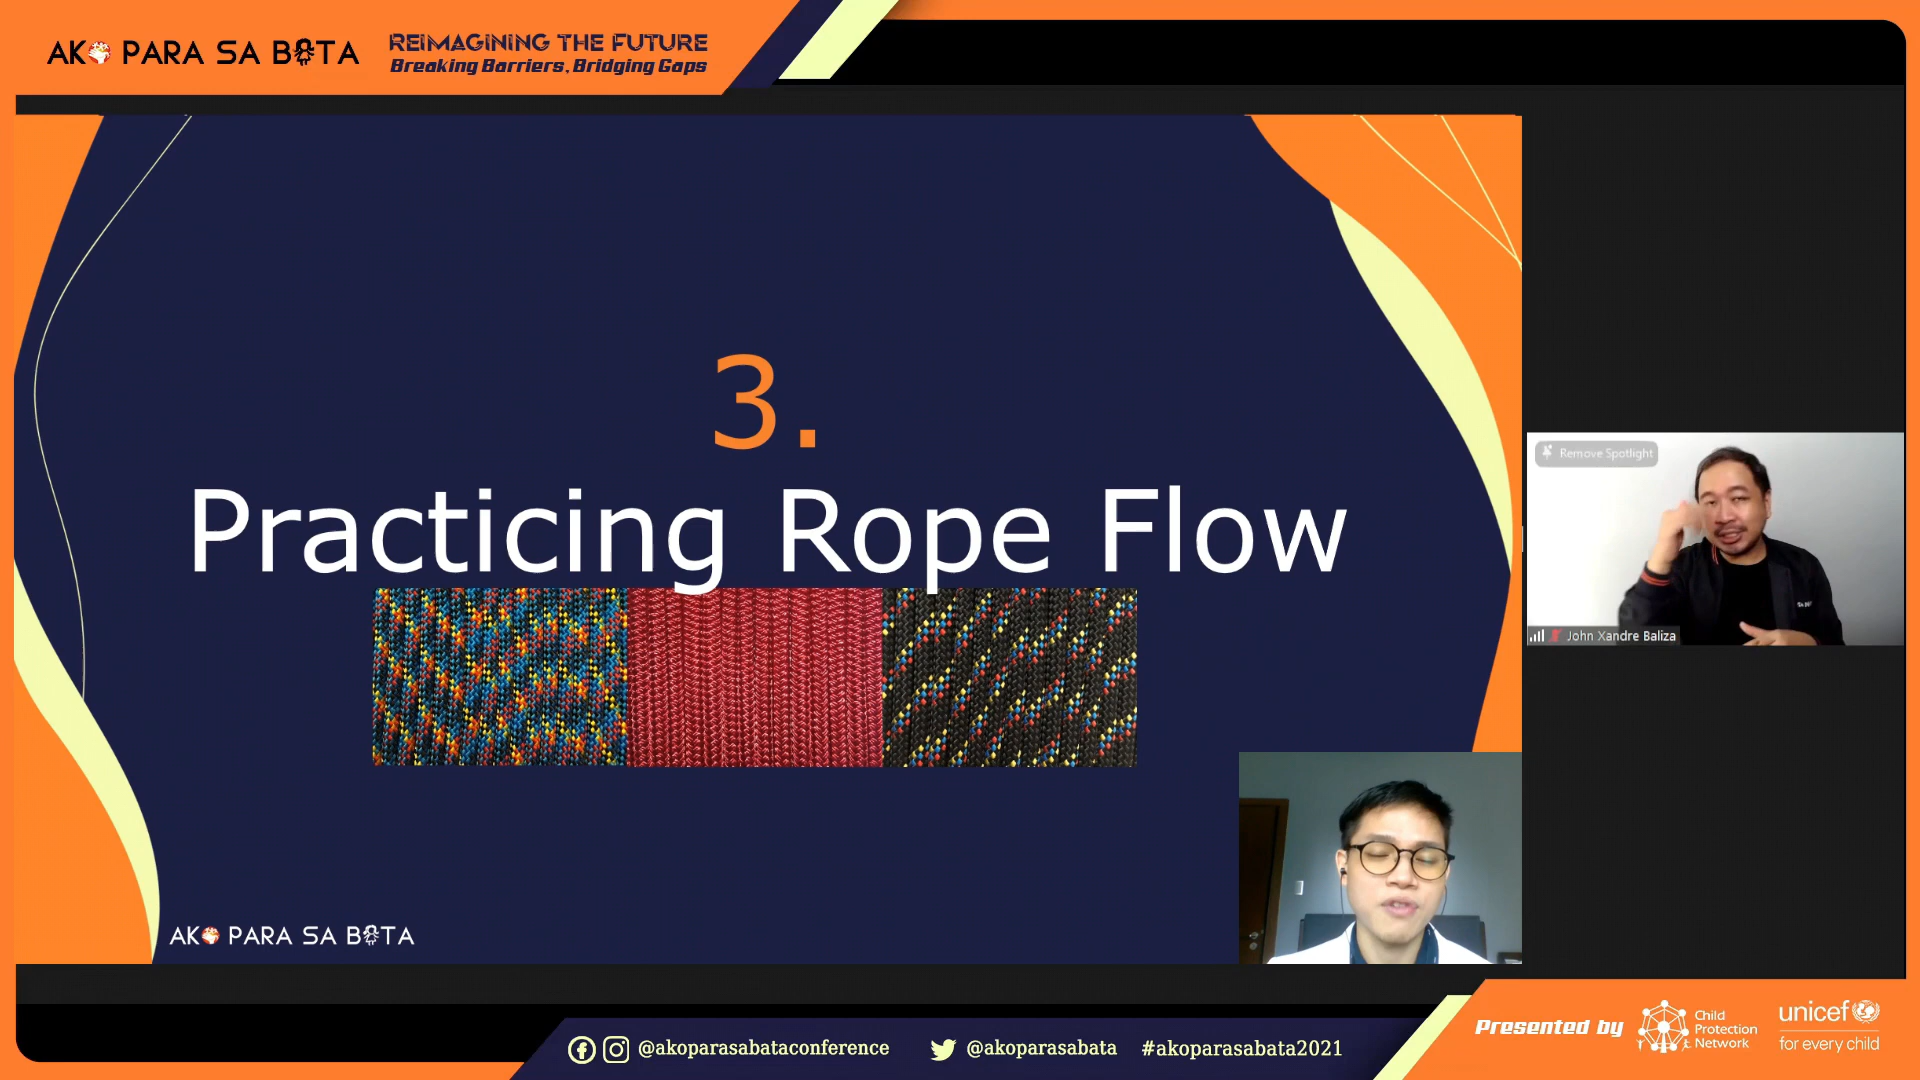 AKO PARA SA BATA
REIMAGINING THE FUTURE
Breaking Barriers, Bridging Gaps
3.
Practicing Rope Flow
Remove Spotlight
John Xandre Baliza
AKO PARA SA BATA
@akoparasabataconference
@akoparasabata
#akoparasabata2021
Presented by
Child
Protection
Network
unicef
for every child